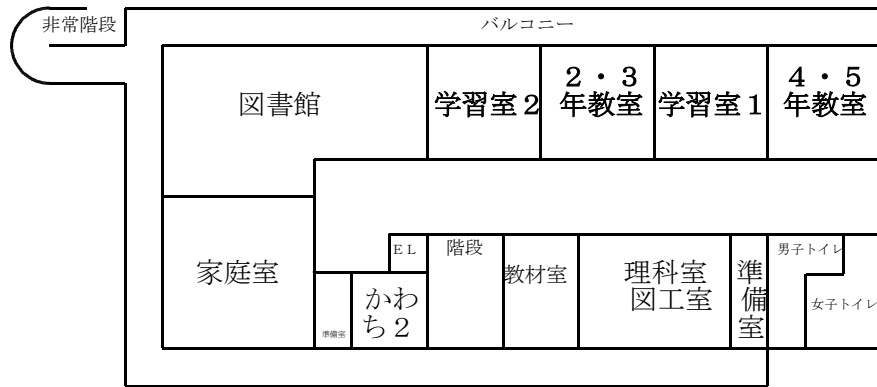 非常階段
バルコニー
図書館
学習室２
２・３
年教室
学習室１
４・５
年教室
家庭室
ＥＬ
階段
教材室
理科室
図工室
準
備
室
男子トイレ
女子トイレ
準備室
かわ
ち２